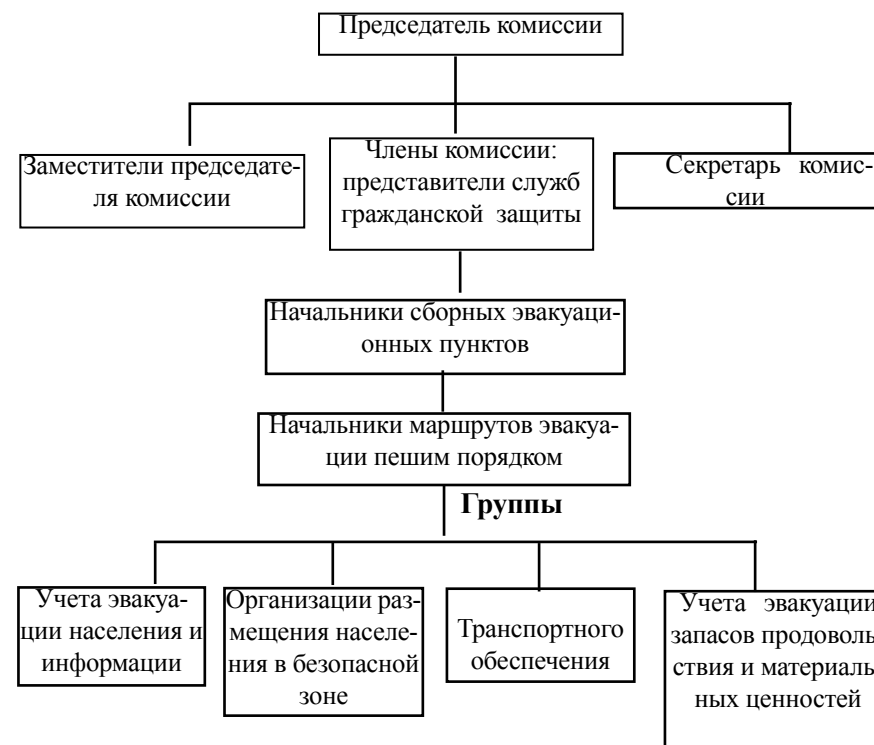 Председатель комиссии
Заместители председате-
ля комиссии
Члены комиссии:
представители служб
гражданской защиты
Секретарь комис-
сии
Начальники сборных эвакуаци-
онных пунктов
Начальники маршрутов эвакуа-
ции пешим порядком
Группы
Учета эвакуа-
ции населения и
информации
Организации раз-
мещения населе-
ния в безопасной
зоне
Транспортного
обеспечения
Учета эвакуации
запасов продоволь
ствия и материаль
ных ценностей